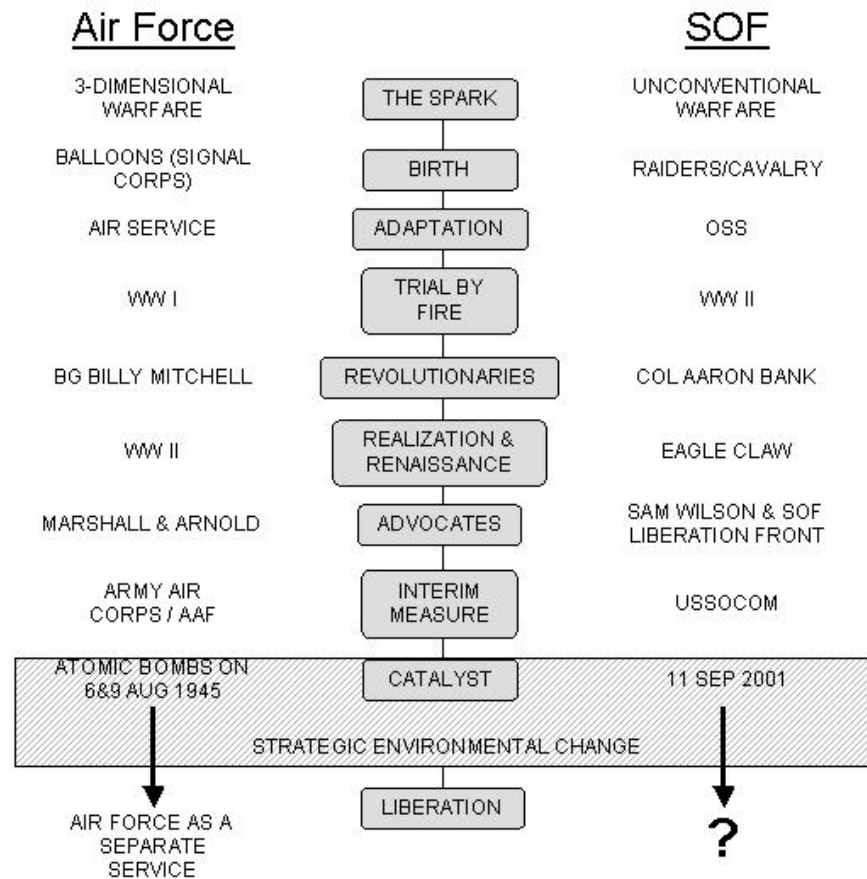 Air Force
SOF
3-DIMENSIONAL
WARFARE
THE SPARK
UNCONVENTIONAL
WARFARE
BALLOONS (SIGNAL
CORPS)
BIRTH
RAIDERS/CAVALRY
AIR SERVICE
ADAPTATION
OSS
WW I
TRIAL BY
FIRE
WW II
BG BILLY MITCHELL
REVOLUTIONARIES
COL AARON BANK
WW II
REALIZATION &
RENAISSANCE
EAGLE CLAW
MARSHALL & ARNOLD
ADVOCATES
SAM WILSON & SOF
LIBERATION FRONT
ARMY AIR
CORPS / AAF
INTERIM
MEASURE
USSOCOM
ATOMIC BOMBS ON
6&9 AUG 1945
CATALYST
11 SEP 2001
STRATEGIC ENVIRONMENTAL CHANGE
LIBERATION
AIR FORCE AS A
SEPARATE
SERVICE
?